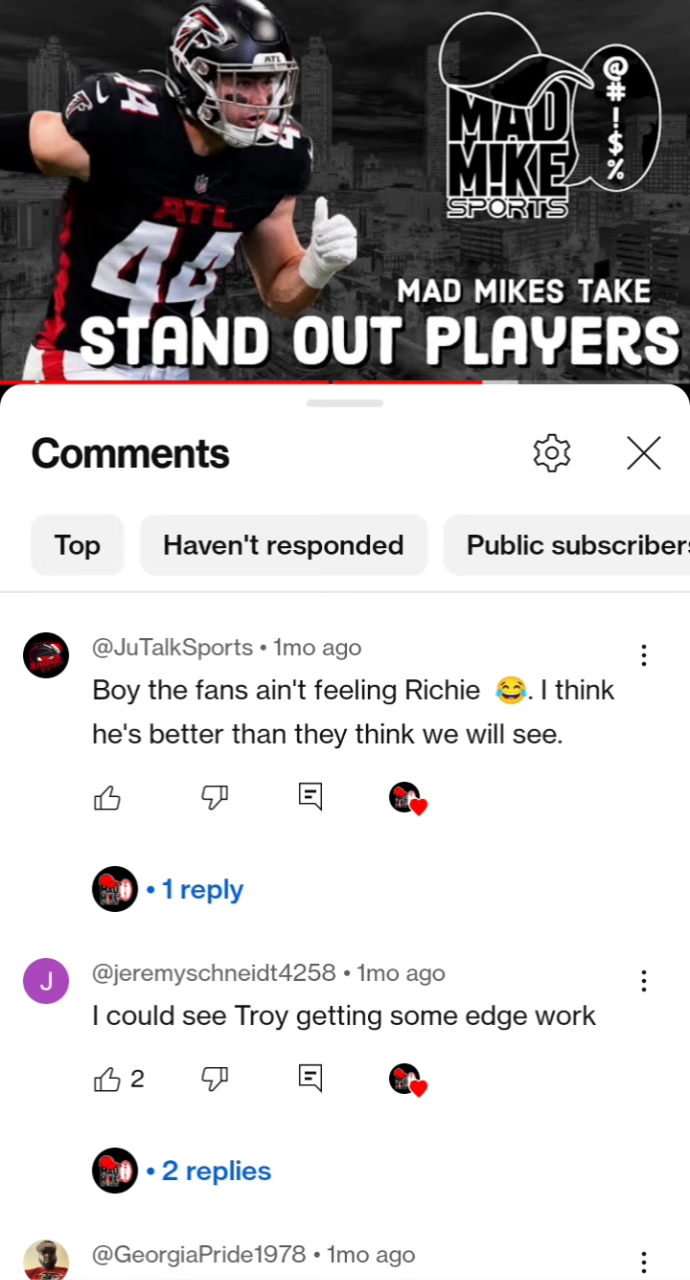 ATL
44
ATL
44
MAD
M!KE
SPORTS
@
#
!
$
%
MAD MIKES TAKE
STAND OUT PLAYERS
Comments
Top
Haven't responded
Public subscribers
@JuTalkSports • 1mo ago
Boy the fans ain't feeling Richie 😂. I think
he's better than they think we will see.
• 1 reply
J
@jeremyschneidt4258 • 1mo ago
I could see Troy getting some edge work
2
• 2 replies
@GeorgiaPride1978 • 1mo ago